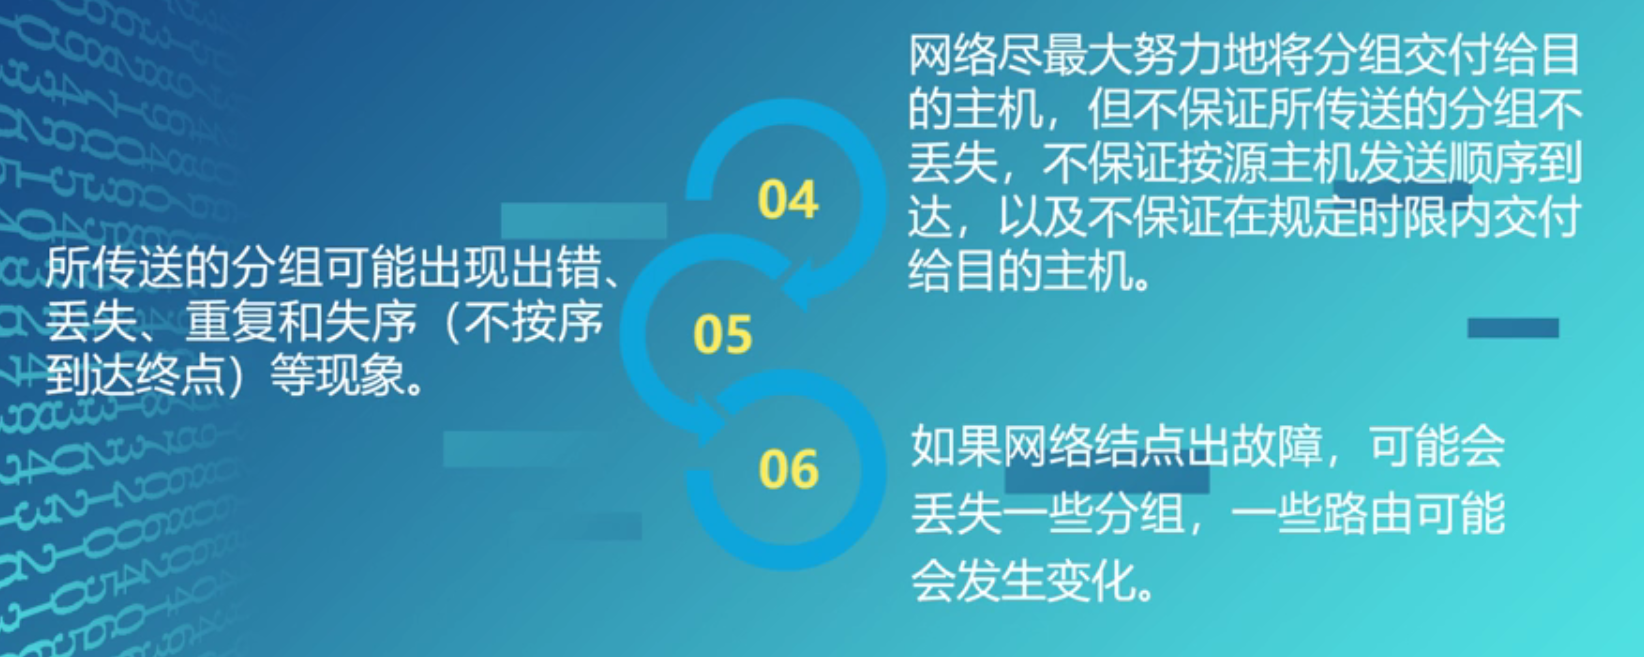 04
网络尽最大努力地将分组交付给目
的主机，但不保证所传送的分组不
丢失，不保证按源主机发送顺序到
达，以及不保证在规定时限内交付
给目的主机。
所传送的分组可能出现出错、
丢失、重复和失序（不按序
到达终点）等现象。
05
06
如果网络结点出故障，可能会
丢失一些分组，一些路由可能
会发生变化。